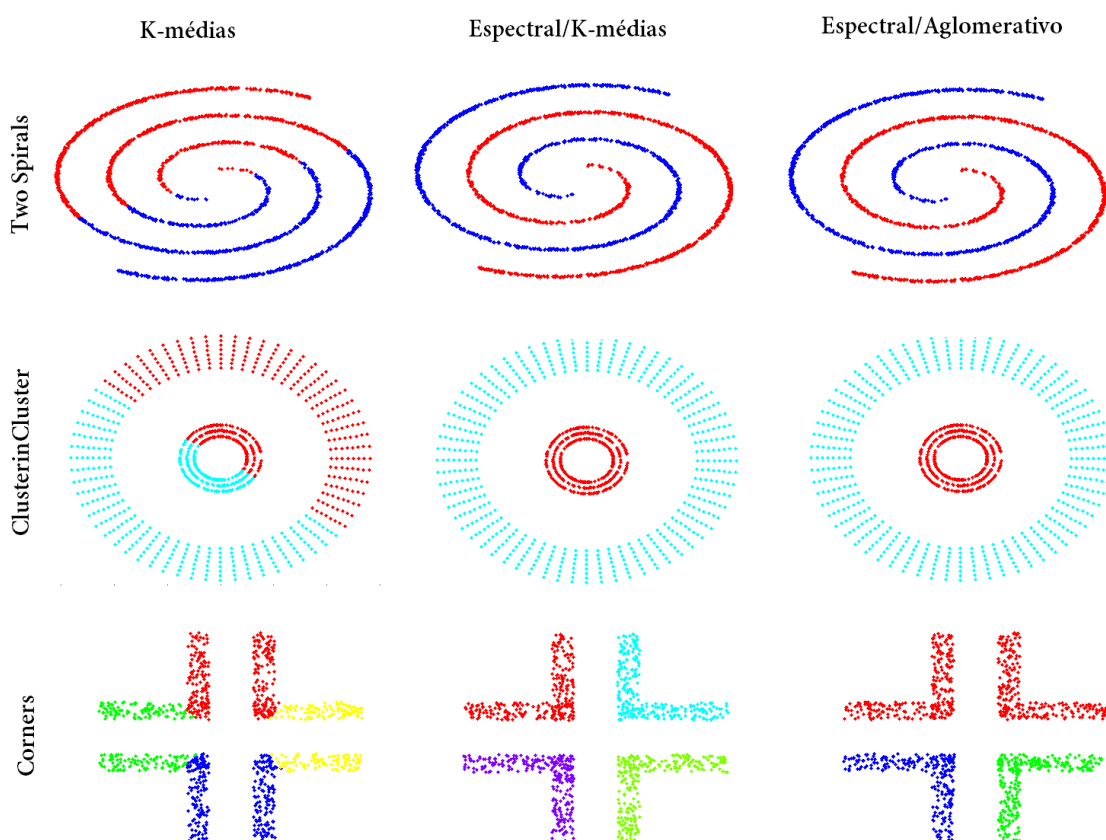 K-médias
Espectral/K-médias
Espectral/Aglomerativo
Two Spirals
ClusterinCluster
Corners